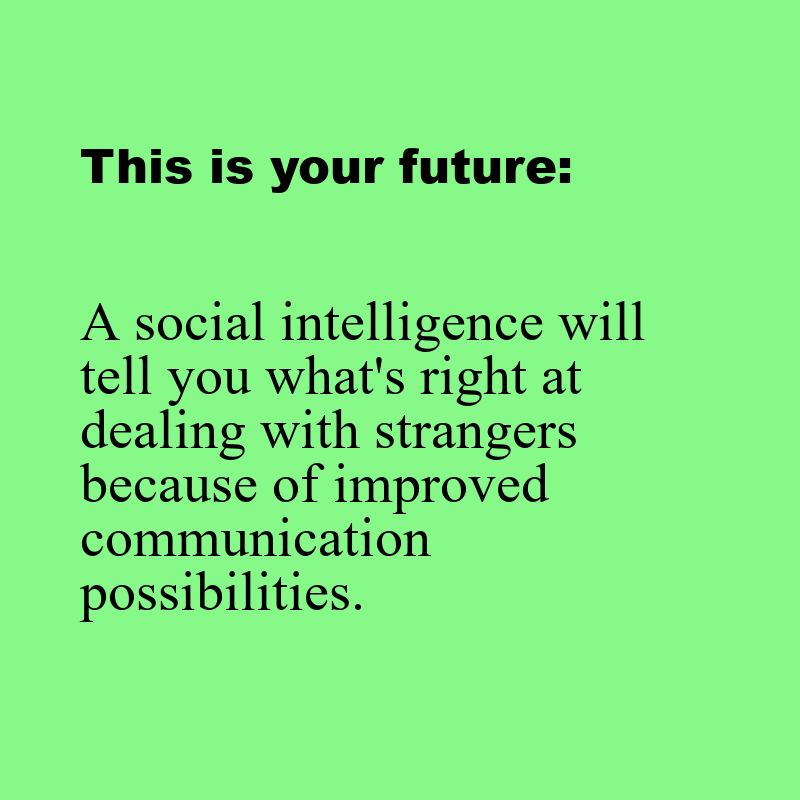 This is your future:
A social intelligence will
tell you what's right at
dealing with strangers
because of improved
communication
possibilities.